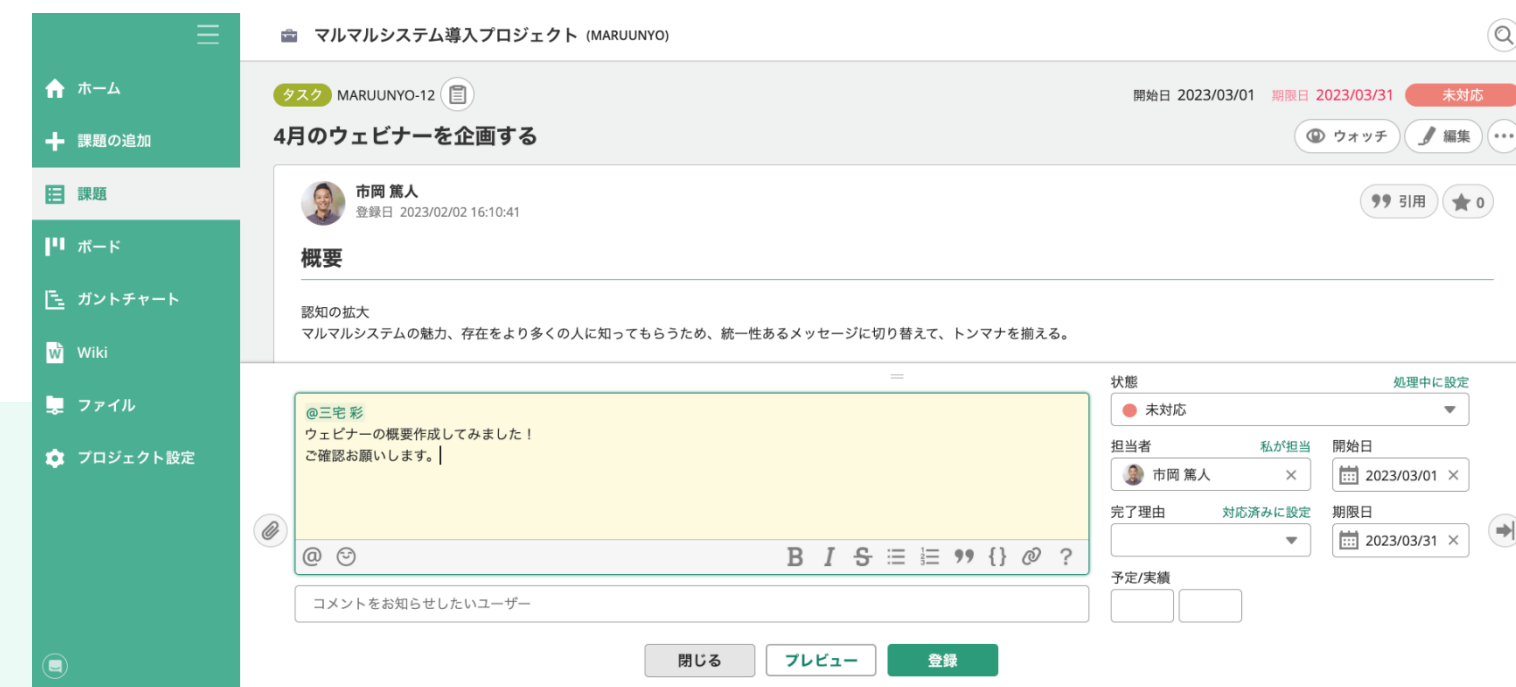 マルマルシステム導入プロジェクト (MARUUNYO)
ホーム
課題の追加
課題
ボード
ガントチャート
Wiki
ファイル
プロジェクト設定
タスク MARUUNYO-12
開始日 2023/03/01 期限日 2023/03/31 未対応
4月のウェビナーを企画する
ウォッチ 編集
市岡 篤人
登録日 2023/02/02 16:10:41
引用 0
概要
認知の拡大
マルマルシステムの魅力、存在をより多くの人に知ってもらうため、統一性あるメッセージに切り替えて、トンマナを揃える。
@三宅 彩
ウェビナーの概要作成してみました！
ご確認お願いします。
@ B I S {} ?
コメントをお知らせしたいユーザー
状態 処理中に設定
未対応
担当者 私が担当 開始日
市岡 篤人 2023/03/01
完了理由 対応済みに設定 期限日
2023/03/31
予定/実績
閉じる プレビュー 登録